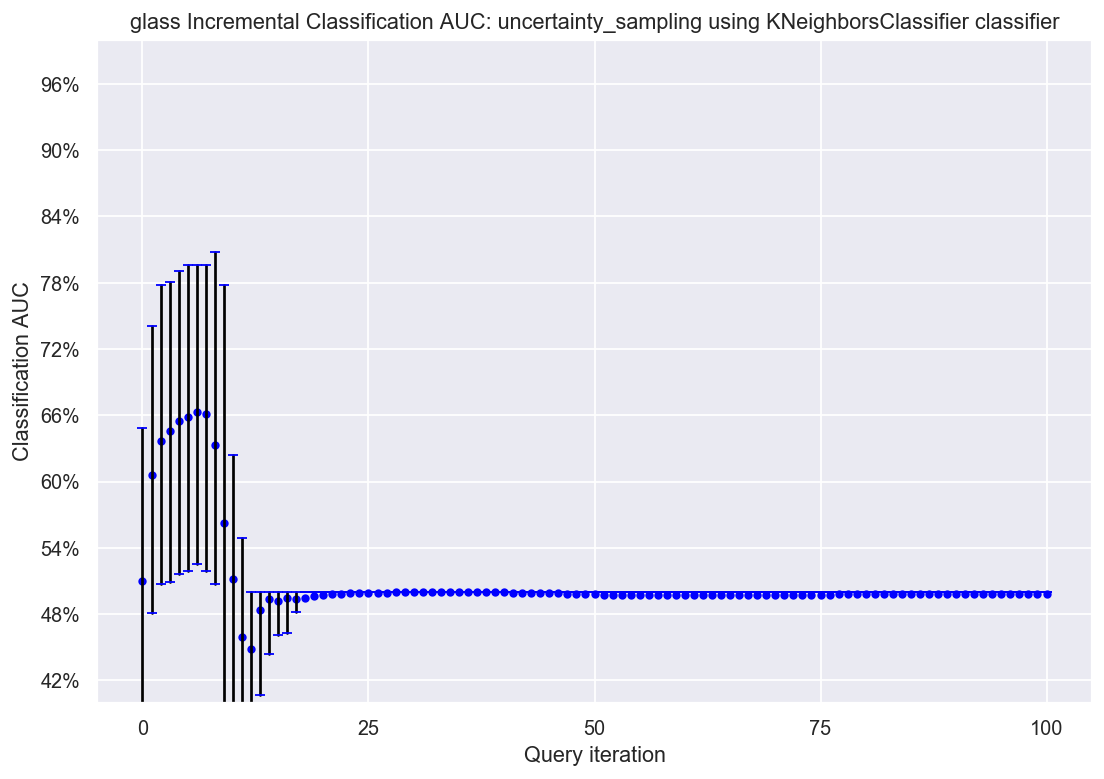 glass Incremental Classification AUC: uncertainty_sampling using KNeighborsClassifier classifier
96%
90%
84%
78%
72%
66%
60%
54%
48%
42%
Classification AUC
0 25 50 75 100
Query iteration